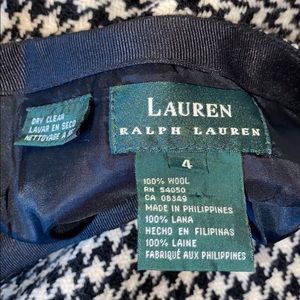 DRY CLEAN
LAVAR EN SECO
NETTOYAGE A
LAUREN
RALPH LAUREN
4
100% WOOL
RN 54050
CA 08349
MADE IN PHILIPPINES
100% LANA
HECHO EN FILIPINAS
100% LAINE
FABRIQUÉ AUX PHILIPPINES